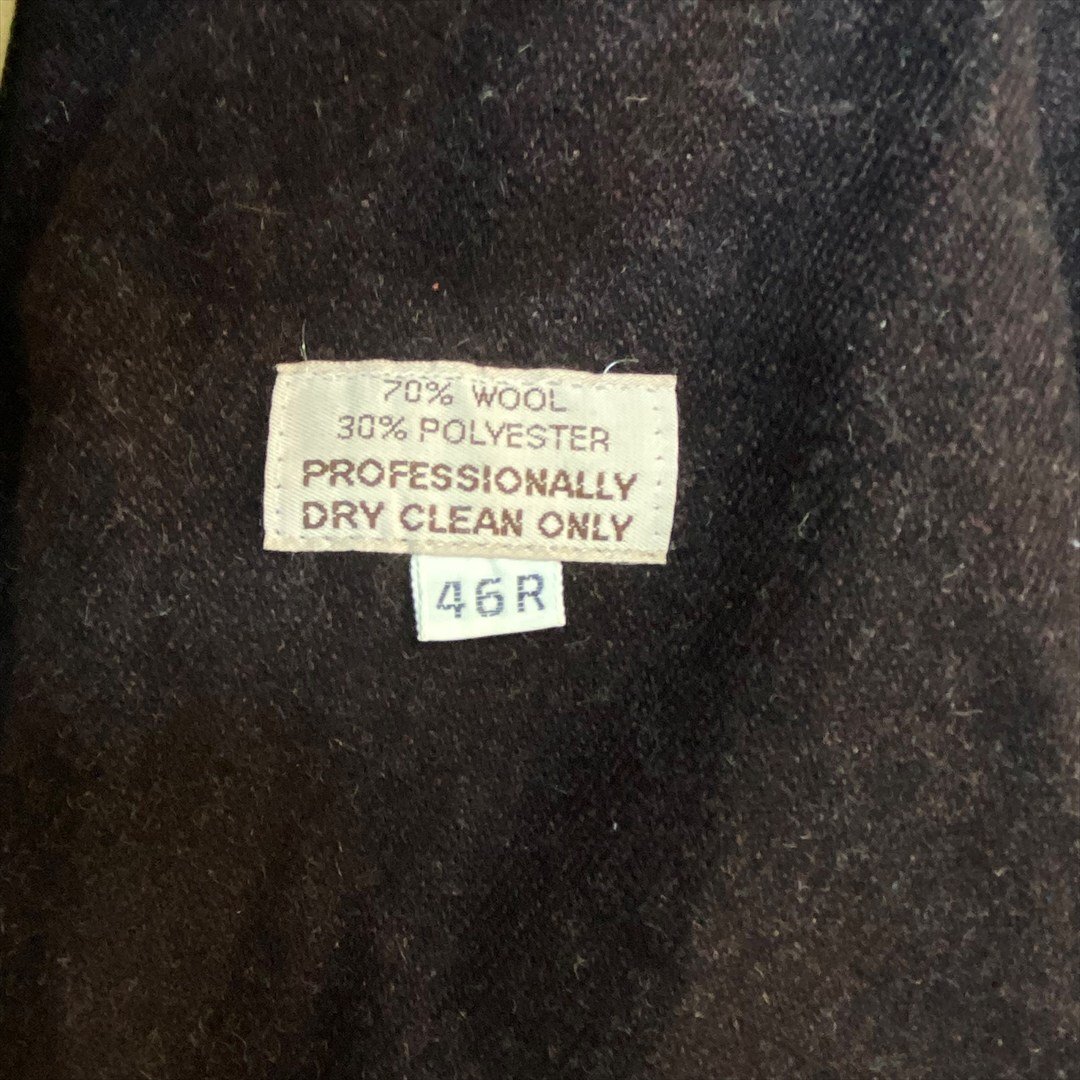 70% WOOL
30% POLYESTER
PROFESSIONALLY
DRY CLEAN ONLY
46R